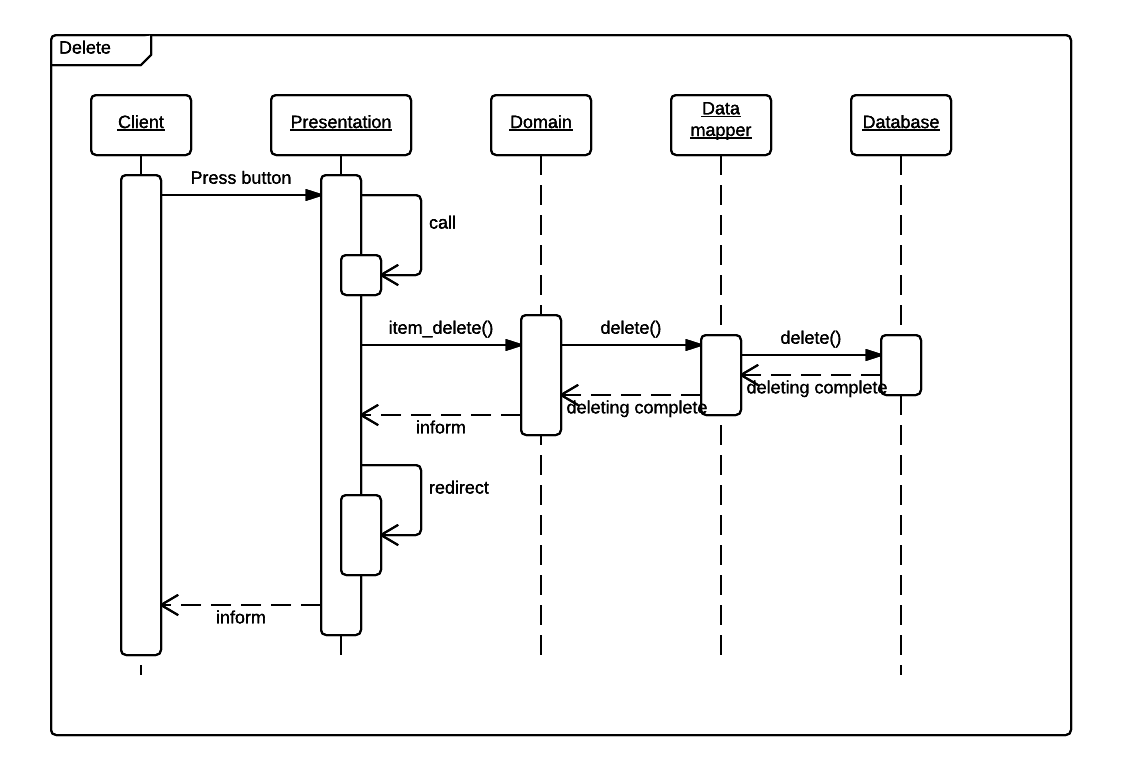 Delete
Client
Presentation
Domain
Data
mapper
Database
Press button
call
item_delete()
delete()
delete()
deleting complete
deleting complete
inform
redirect
inform